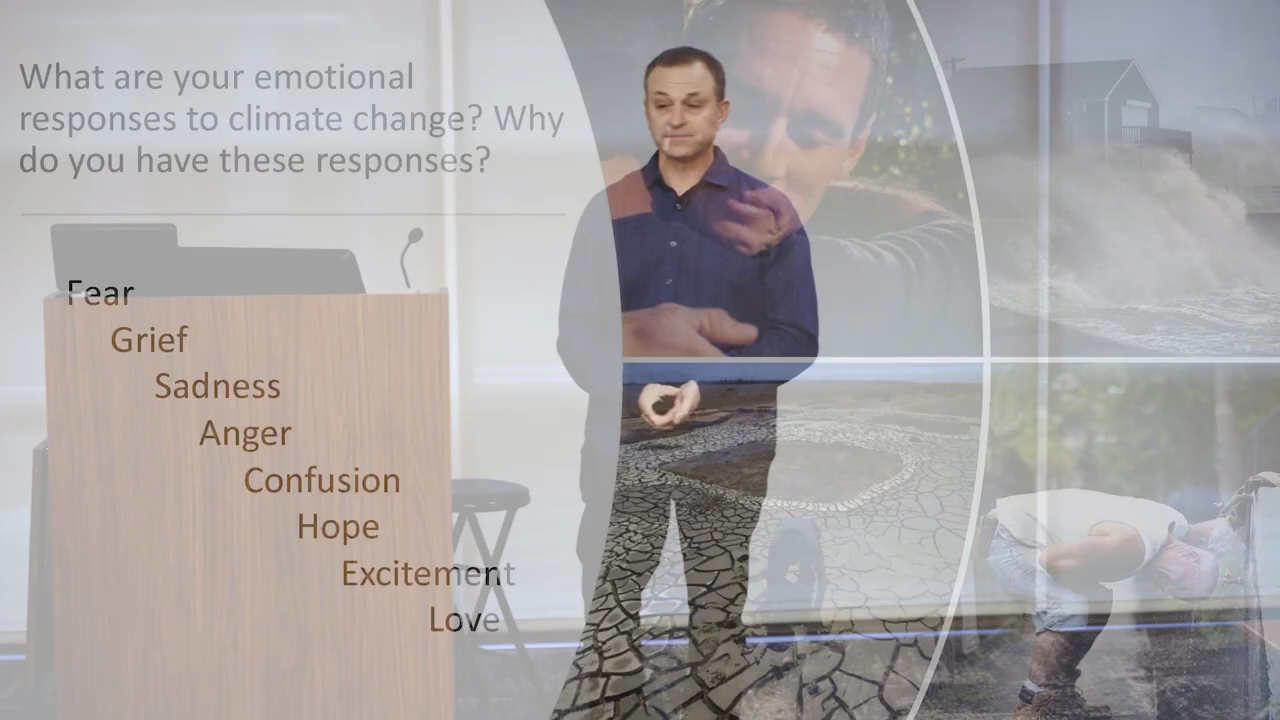 What are your emotional
responses to climate change? Why
do you have these responses?
Fear
Grief
Sadness
Anger
Confusion
Hope
Excitement
Love